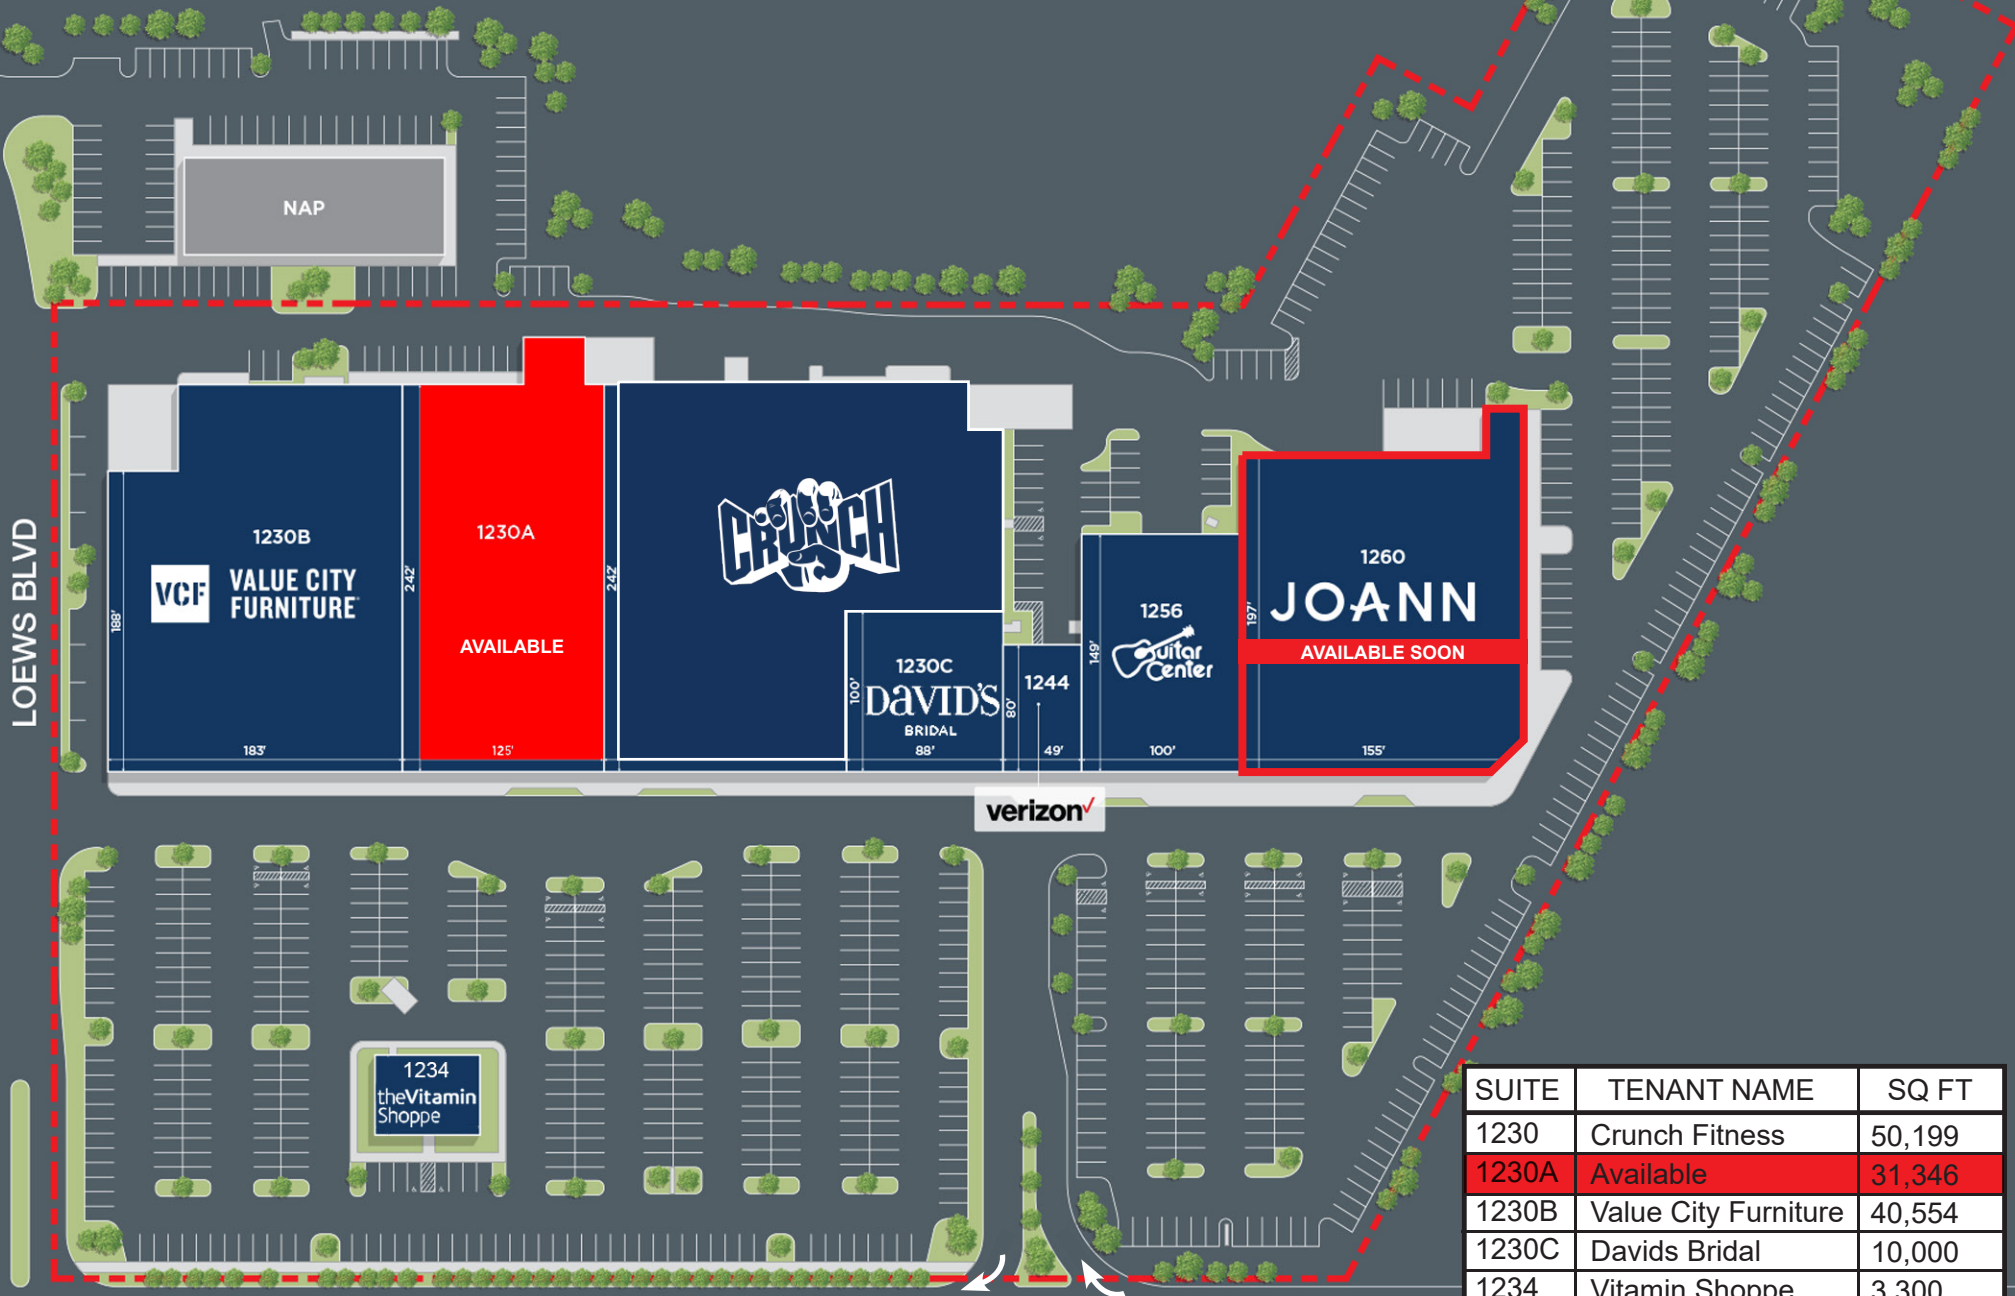 NAP
LOEWS BLVD
1230B
VCF VALUE CITY
FURNITURE
188'
183'
242'
1230A
AVAILABLE
125'
242'
CRUNCH
1230C
DAVID'S
BRIDAL
100'
88'
1244
80'
49'
verizon
1256
Guitar
Center
149'
100'
1260
JOANN
197'
AVAILABLE SOON
155'
1234
theVitamin
Shoppe
SUITE TENANT NAME SQ FT
1230 Crunch Fitness 50,199
1230A Available 31,346
1230B Value City Furniture 40,554
1230C Davids Bridal 10,000
1234 Vitamin Shoppe 3,300